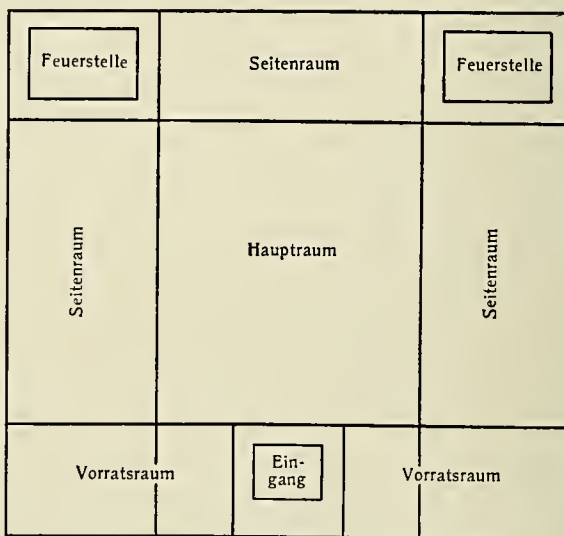 Feuerstelle
Seitenraum
Feuerstelle
Seitenraum
Hauptraum
Seitenraum
Vorratsraum
Ein-
gang
Vorratsraum